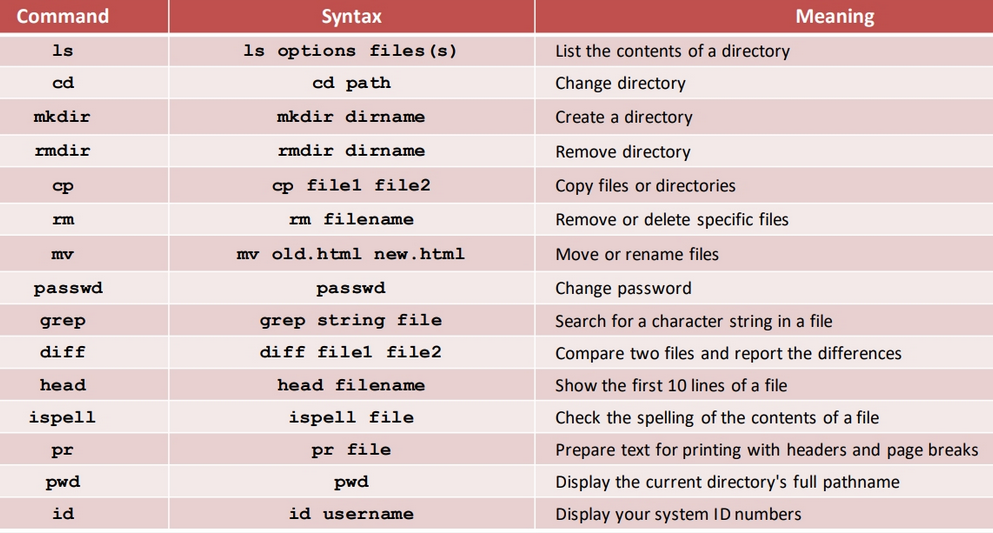 Command Syntax Meaning
ls ls options files(s) List the contents of a directory
cd cd path Change directory
mkdir mkdir dirname Create a directory
rmdir rmdir dirname Remove directory
cp cp file1 file2 Copy files or directories
rm rm filename Remove or delete specific files
mv mv old.html new.html Move or rename files
passwd passwd Change password
grep grep string file Search for a character string in a file
diff diff file1 file2 Compare two files and report the differences
head head filename Show the first 10 lines of a file
ispell ispell file Check the spelling of the contents of a file
pr pr file Prepare text for printing with headers and page breaks
pwd pwd Display the current directory's full pathname
id id username Display your system ID numbers